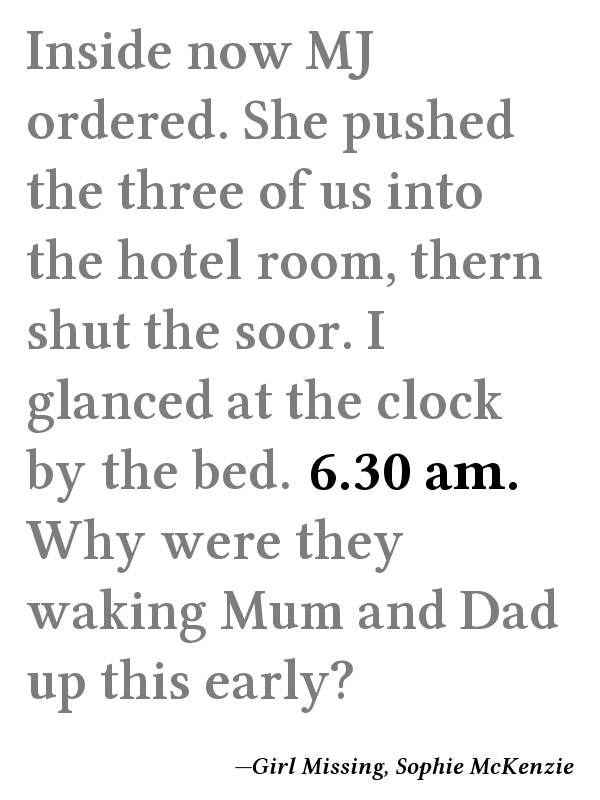 Inside now MJ
ordered. She pushed
the three of us into
the hotel room, thern
shut the soor. I
glanced at the clock
by the bed. 6.30 am.
Why were they
waking Mum and Dad
up this early?
—Girl Missing, Sophie McKenzie